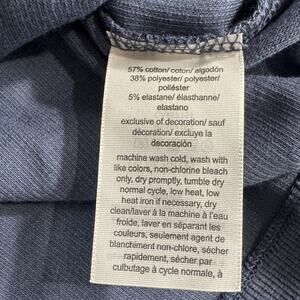 57% cotton/ coton/ algodón
38% polyester/ polyester/
poliéster
5% elastane/ élasthanne/
elastano
exclusive of decoration/ sauf
décoration/ excluye la
decoración
machine wash cold, wash with
like colors, non-chlorine bleach
only, dry promptly, tumble dry
normal cycle, low heat, low
heat iron if necessary, dry
clean/laver à la machine à l'eau
froide, laver en séparant les
couleurs, seulement agent de
blanchiment non-chlore, sécher
rapidement, sécher par
culbutage à cycle normale, à